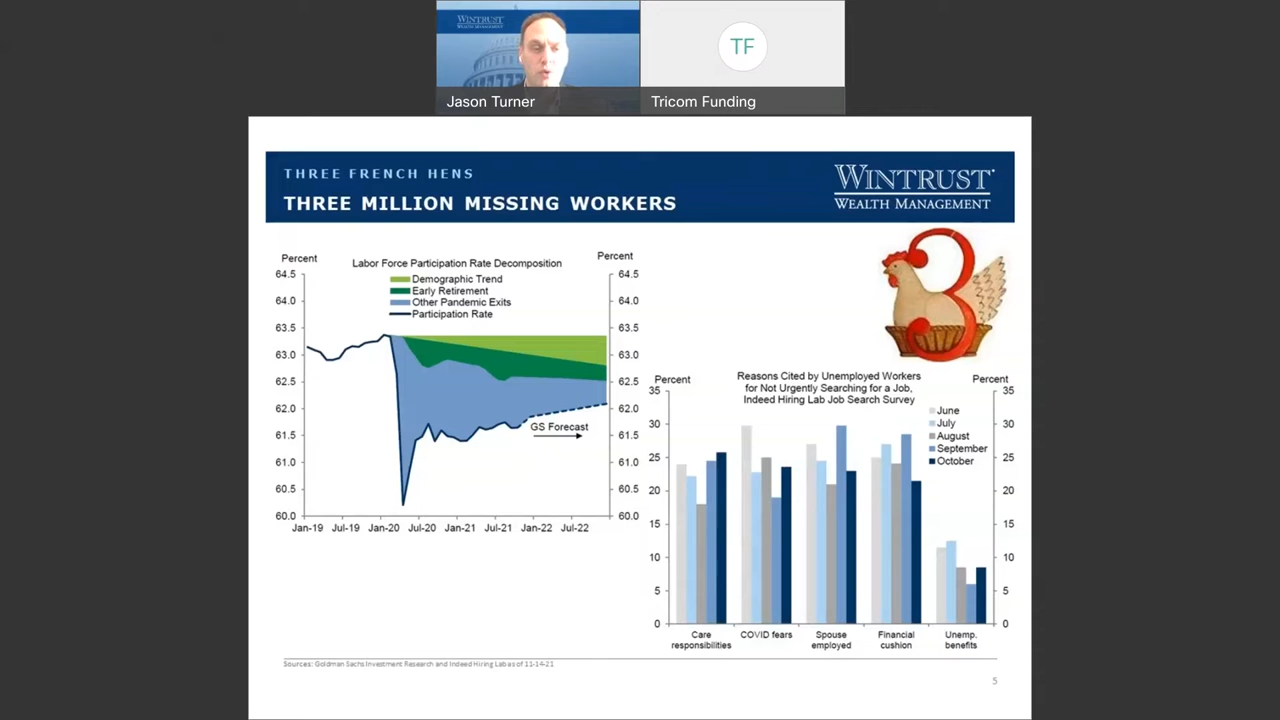 WINTRUST
WEALTH MANAGEMENT
TF
Jason Turner
Tricom Funding
THREE FRENCH HENS
THREE MILLION MISSING WORKERS
WINTRUST
WEALTH MANAGEMENT
3
Percent
Labor Force Participation Rate Decomposition
Percent
Demographic Trend
Early Retirement
Other Pandemic Exits
Participation Rate
64.5
64.0
63.5
63.0
62.5
62.0
61.5
61.0
60.5
60.0
64.5
64.0
63.5
63.0
62.5
62.0
61.5
61.0
60.5
60.0
GS Forecast
Jan-19 Jul-19 Jan-20 Jul-20 Jan-21 Jul-21 Jan-22 Jul-22
Percent
Reasons Cited by Unemployed Workers
for Not Urgently Searching for a Job,
Indeed Hiring Lab Job Search Survey
Percent
June
July
August
September
October
35
30
25
20
15
10
5
0
35
30
25
20
15
10
5
0
Care
responsibilities
COVID fears
Spouse
employed
Financial
cushion
Unemp.
benefits
Sources: Goldman Sachs Investment Research and Indeed Hiring Lab as of 11-14-21
5